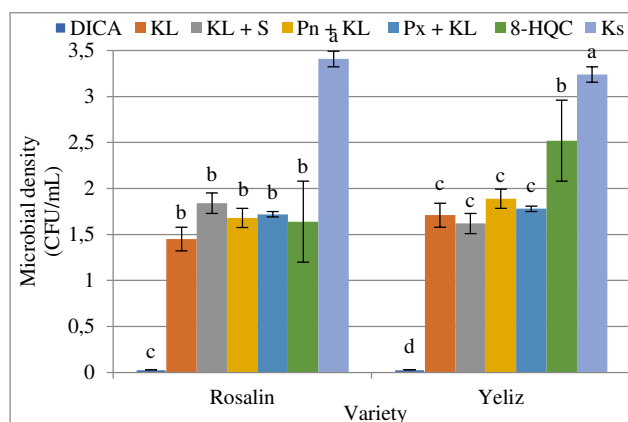 DICA KL KL + S Pn + KL Px + KL 8-HQC Ks
4
3,5
3
2,5
2
1,5
1
0,5
0
Microbial density
(CFU/mL)
c b b b b b a
d c c c c b a
Rosalin Yeliz
Variety